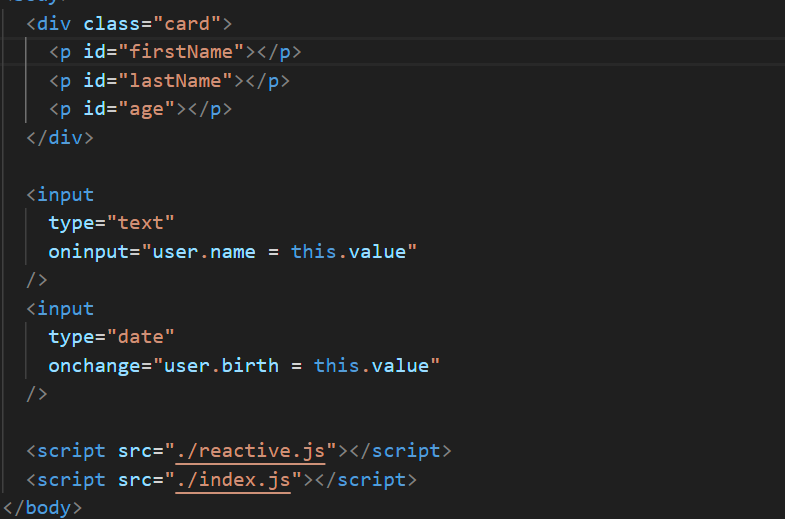 <div class="card">
<p id="firstName"></p>
<p id="lastName"></p>
<p id="age"></p>
</div>
<input
type="text"
oninput="user.name = this.value"
/>
<input
type="date"
onchange="user.birth = this.value"
/>
<script src="./reactive.js"></script>
<script src="./index.js"></script>
</body>